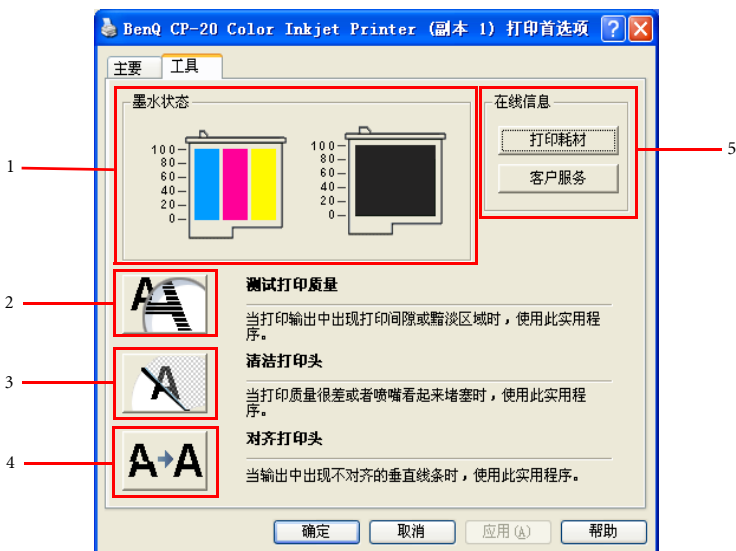 BenQ CP-20 Color Inkjet Printer (副本 1) 打印首选项
主要 工具
墨水状态
在线信息
100
80
60
40
20
0
100
80
60
40
20
0
打印耗材
客户服务
1
5
2
测试打印质量
当打印输出中出现打印间隙或黯淡区域时，使用此实用程
序。
3
清洁打印头
当打印质量很差或者喷嘴看起来堵塞时，使用此实用程
序。
4
对齐打印头
当输出中出现不对齐的垂直线条时，使用此实用程序。
A A
确定 取消 应用(A) 帮助